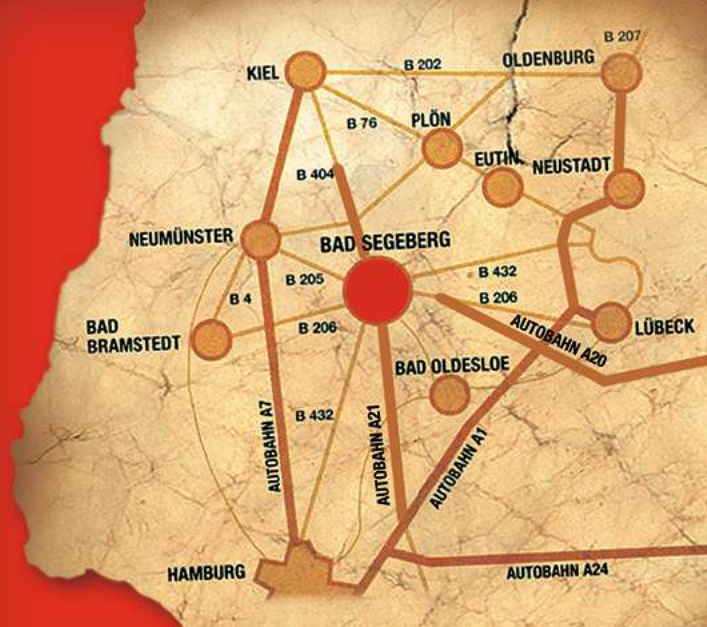 B 207
OLDENBURG
B 202
KIEL
PLÖN
B 76
EUTIN
NEUSTADT
B 404
NEUMÜNSTER
BAD SEGEBERG
B 432
B 205
B 206
B 4
BAD
BRAMSTEDT
B 206
LÜBECK
AUTOBAHN A20
BAD OLDESLOE
B 432
AUTOBAHN A7
AUTOBAHN A21
AUTOBAHN A1
HAMBURG
AUTOBAHN A24